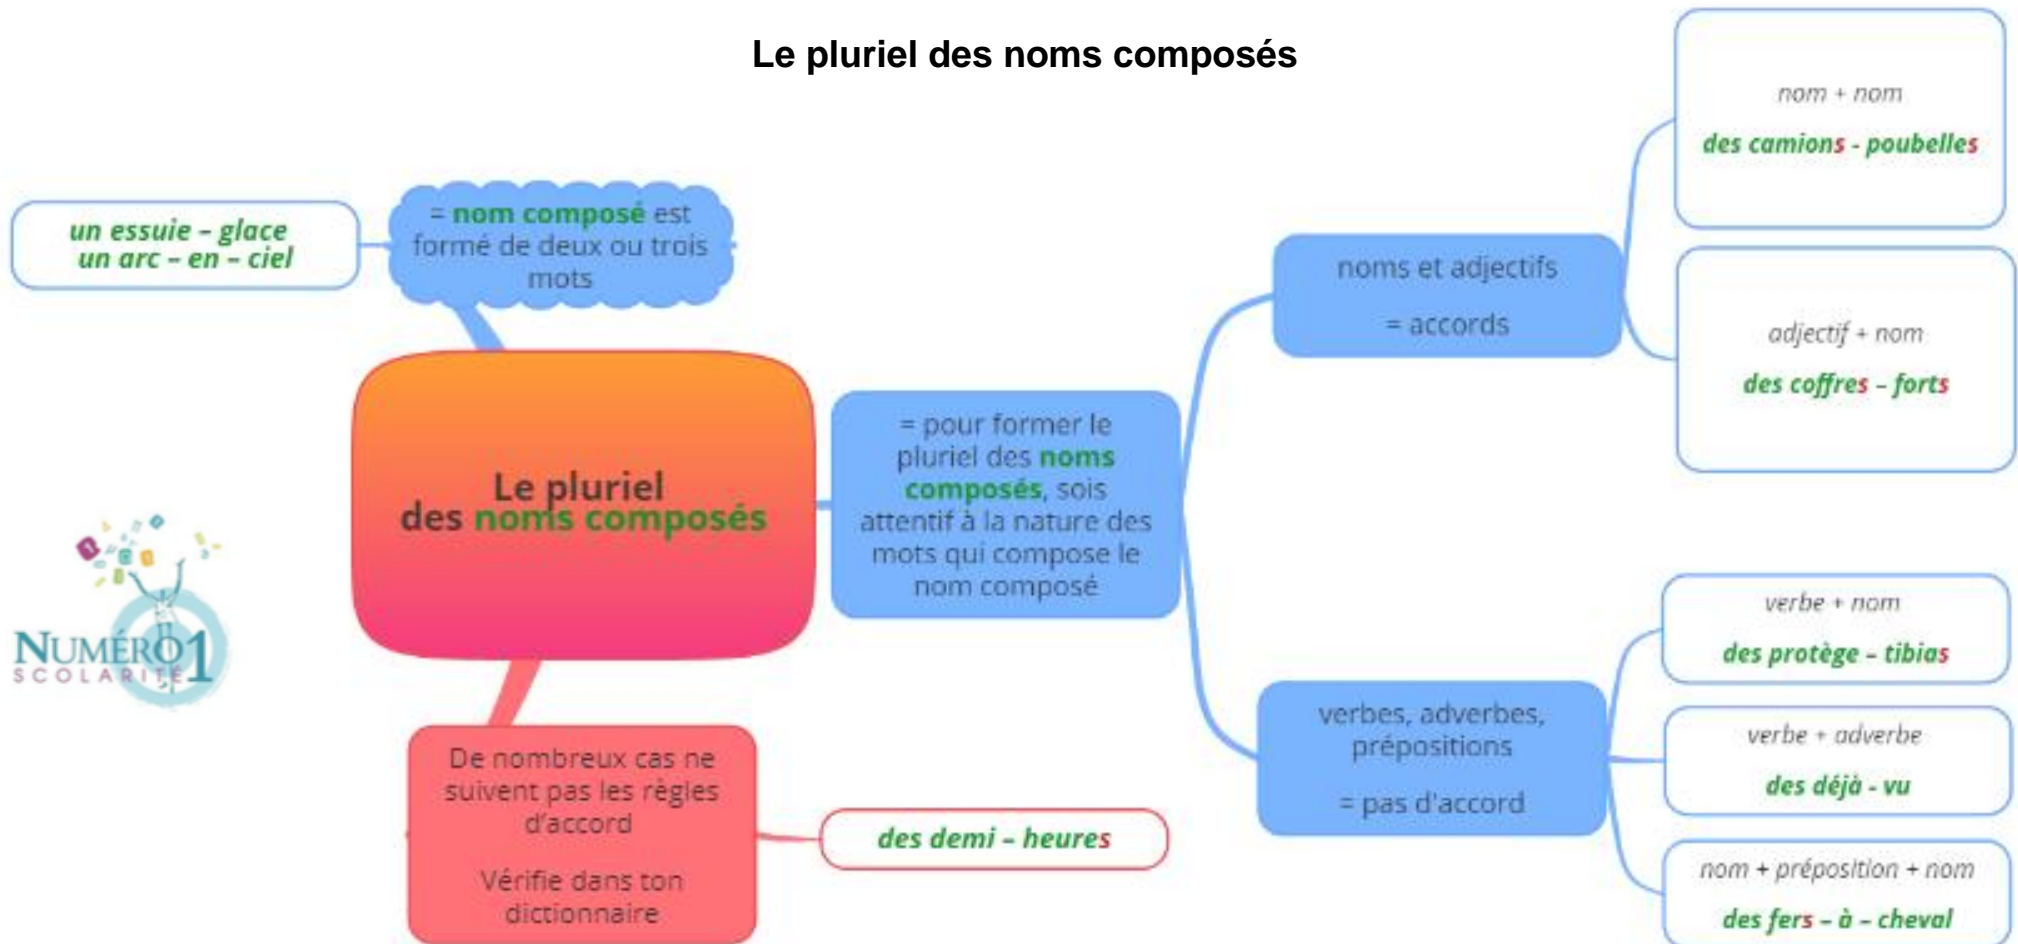 Le pluriel des noms composés
un essuie – glace
un arc – en – ciel
= nom composé est
formé de deux ou trois
mots
Le pluriel
des noms composés
= pour former le
pluriel des noms
composés, sois
attentif à la nature des
mots qui compose le
nom composé
noms et adjectifs
= accords
nom + nom
des camions - poubelles
adjectif + nom
des coffres – forts
verbes, adverbes,
prépositions
= pas d'accord
verbe + nom
des protège – tibias
verbe + adverbe
des déjà - vu
nom + préposition + nom
des fers – à – cheval
De nombreux cas ne
suivent pas les règles
d'accord
Vérifie dans ton
dictionnaire
des demi – heures
NUMÉRO1
SCOLARITÉ